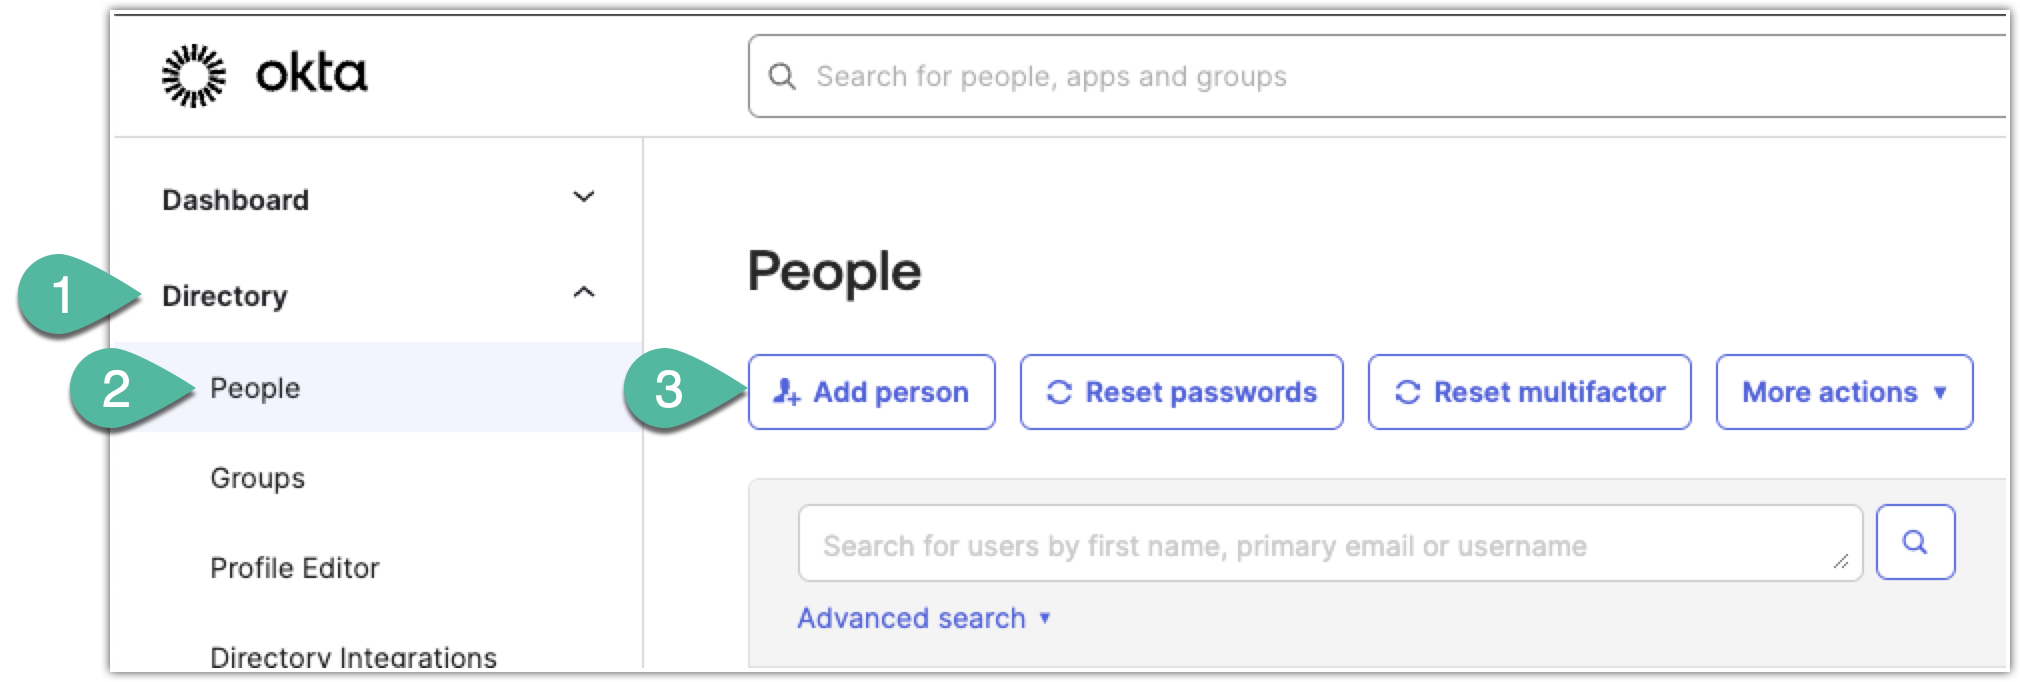 okta
Search for people, apps and groups
Dashboard
1
Directory
2
People
Groups
Profile Editor
Directory Integrations
People
3
Add person
Reset passwords
Reset multifactor
More actions
Search for users by first name, primary email or username
Advanced search